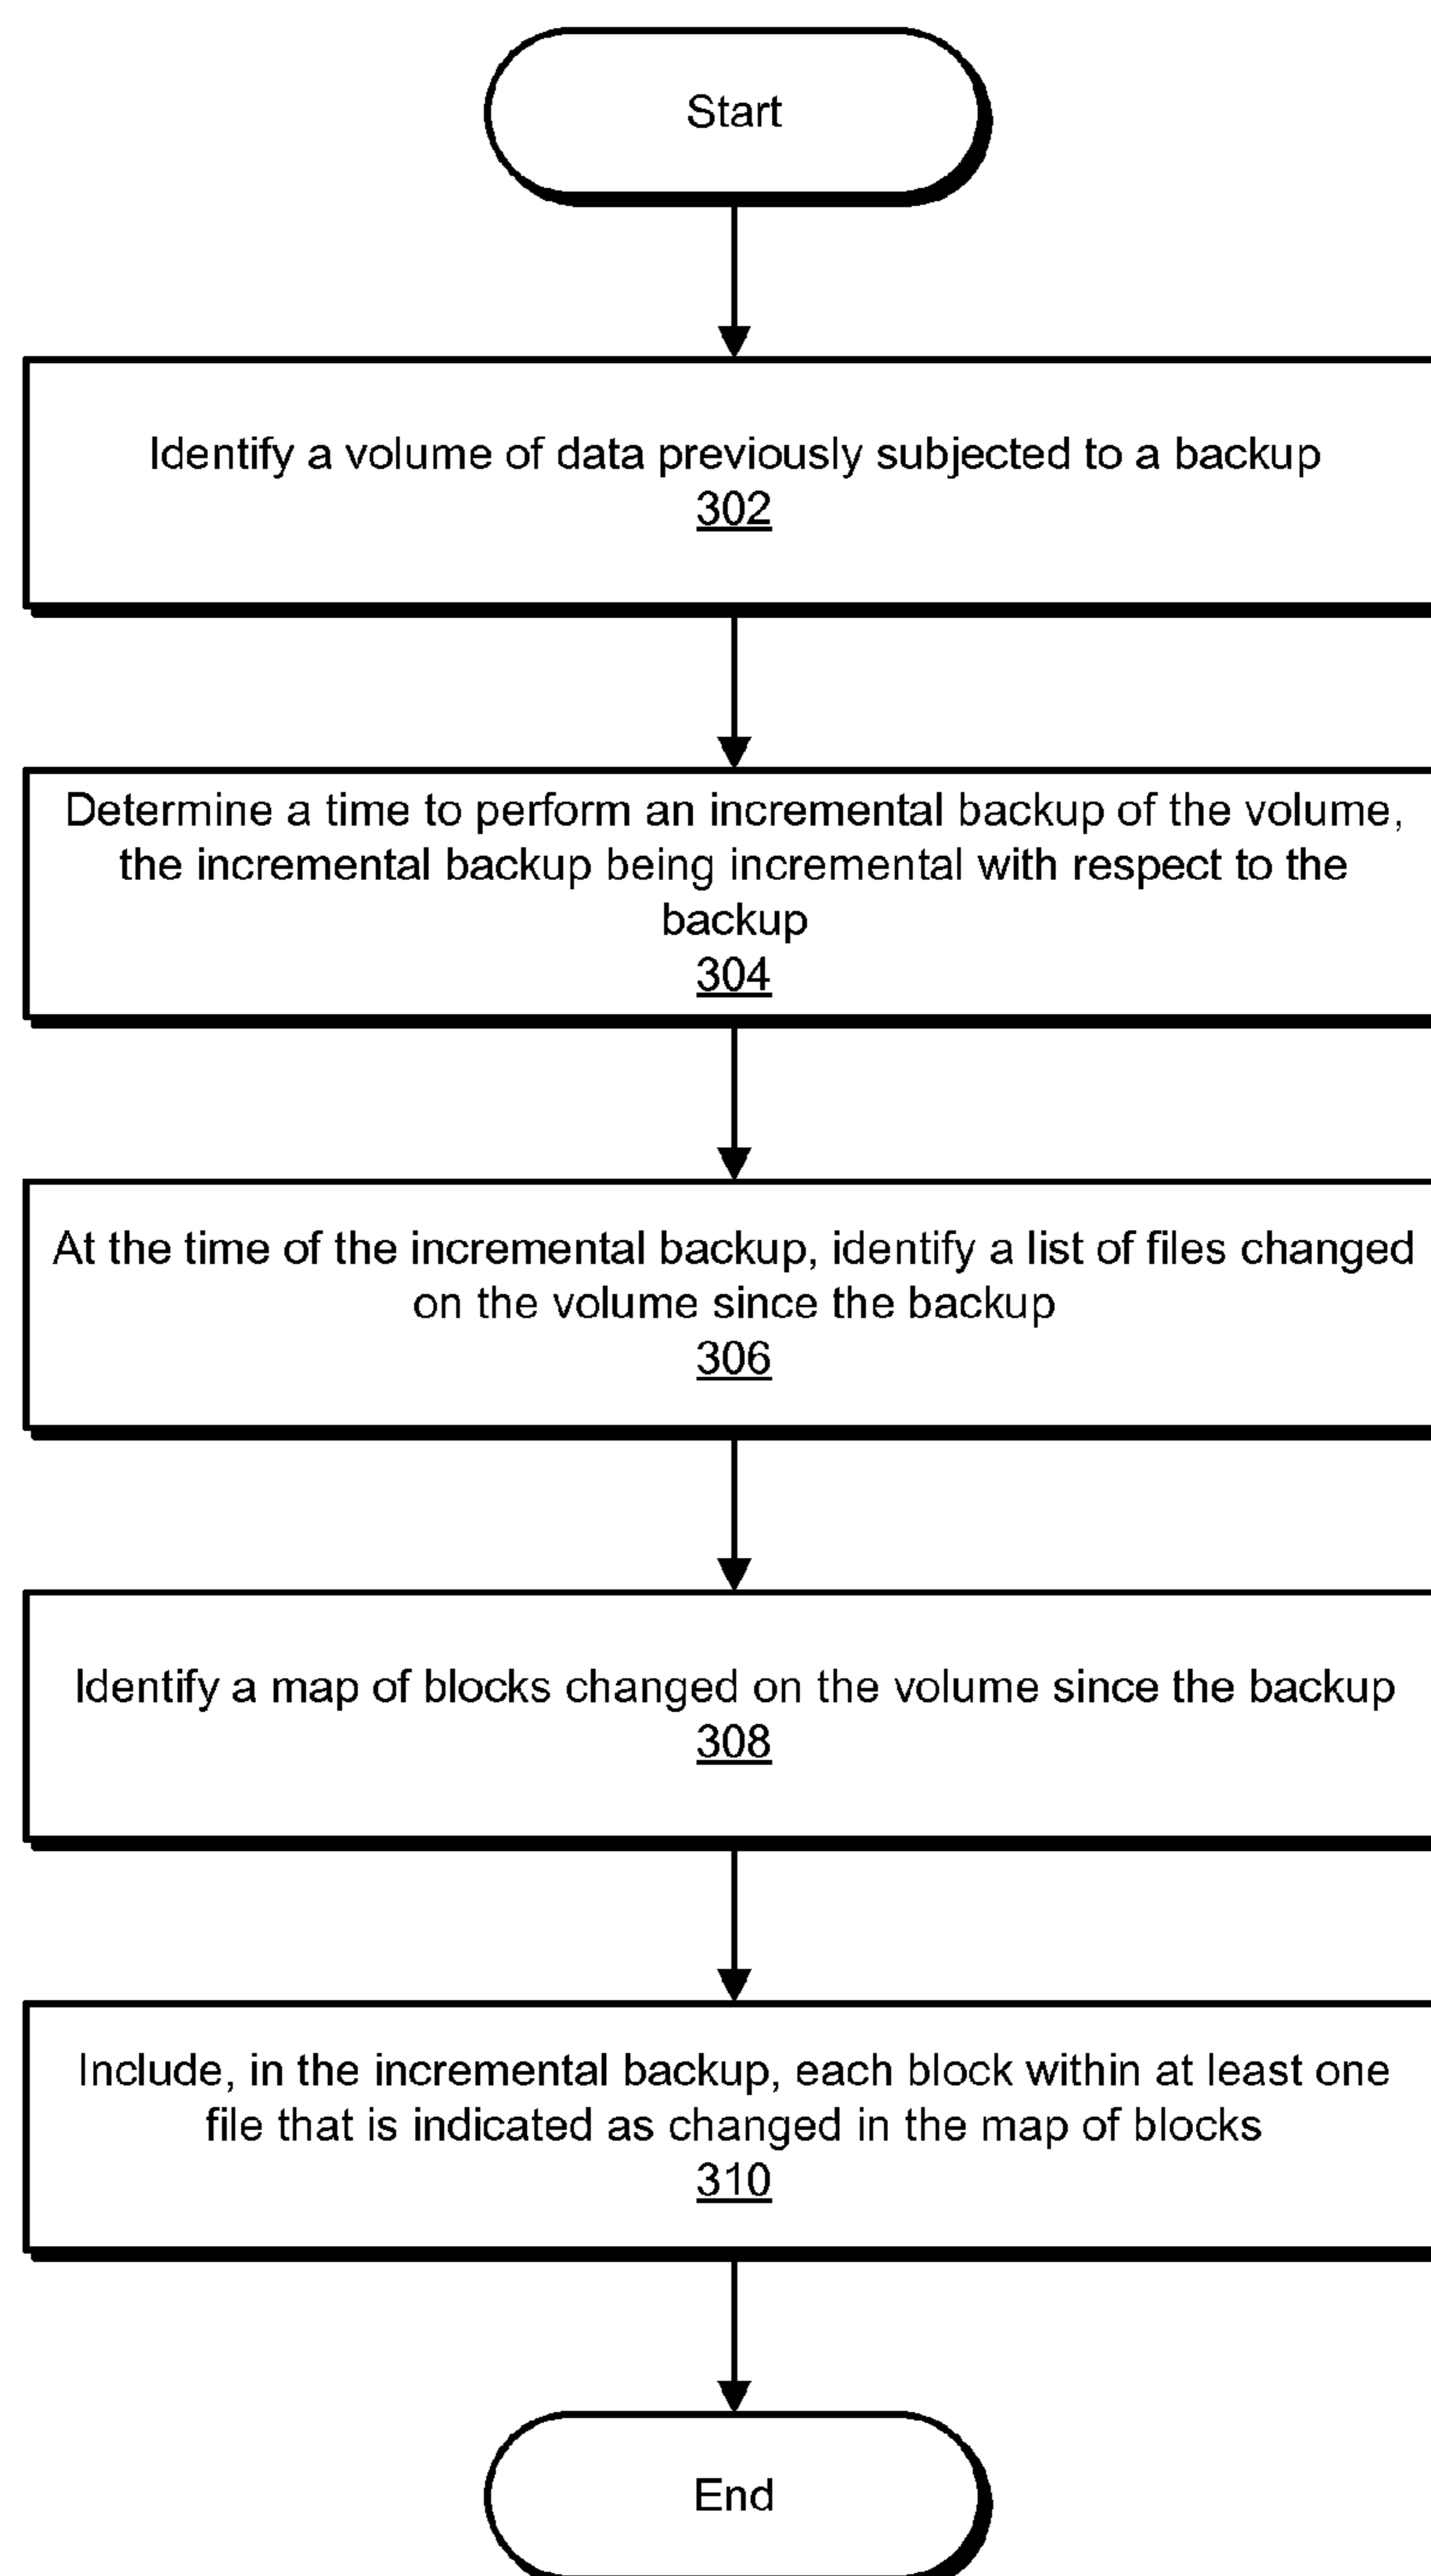 Start
Identify a volume of data previously subjected to a backup
302
Determine a time to perform an incremental backup of the volume,
the incremental backup being incremental with respect to the
backup
304
At the time of the incremental backup, identify a list of files changed
on the volume since the backup
306
Identify a map of blocks changed on the volume since the backup
308
Include, in the incremental backup, each block within at least one
file that is indicated as changed in the map of blocks
310
End